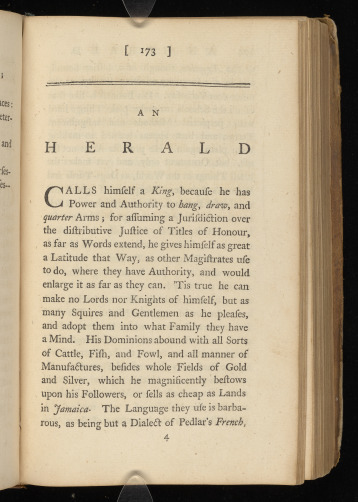 [ 173 ]
AN
HERALD
CALLS himſelf a King, becauſe he has
Power and Authority to hang, draw, and
quarter Arms; for aſſuming a Juriſdiction over
the diſtributive Juſtice of Titles of Honour,
as far as Words extend, he gives himſelf as great
a Latitude that Way, as other Magiſtrates uſe
to do, where they have Authority, and would
enlarge it as far as they can. 'Tis true he can
make no Lords nor Knights of himſelf, but as
many Squires and Gentlemen as he pleaſes,
and adopt them into what Family they have
a Mind. His Dominions abound with all Sorts
of Cattle, Fiſh, and Fowl, and all manner of
Manufactures, beſides whole Fields of Gold
and Silver, which he magnificently beſtows
upon his Followers, or ſells as cheap as Lands
in Jamaica. The Language they uſe is barba-
rous, as being but a Dialect of Pedlar's French,
4